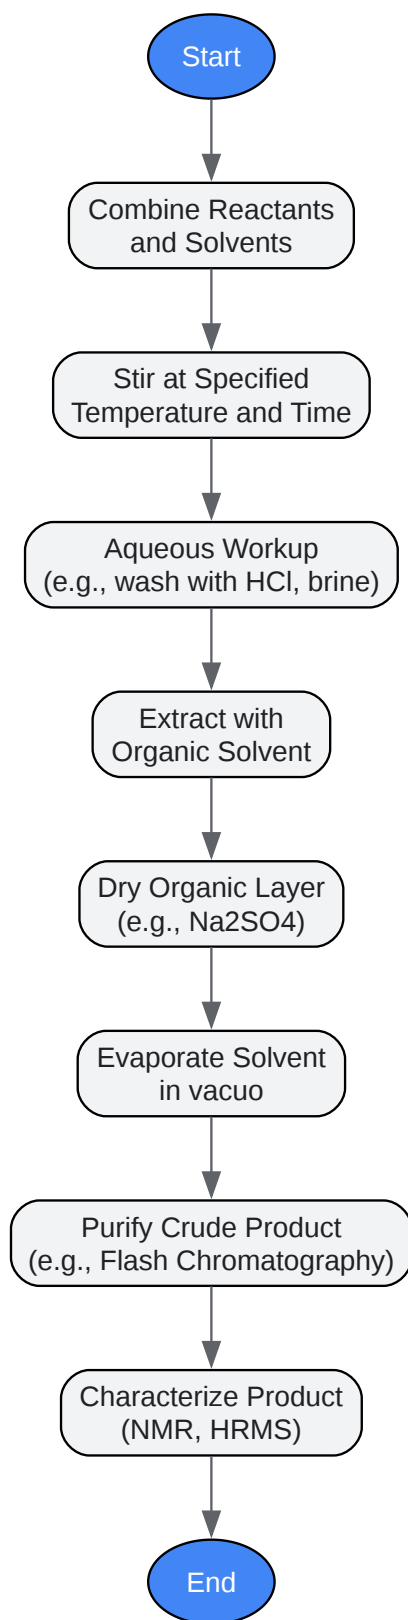 Start
Combine Reactants
and Solvents
Stir at Specified
Temperature and Time
Aqueous Workup
(e.g., wash with HCl, brine)
Extract with
Organic Solvent
Dry Organic Layer
(e.g., Na2SO4)
Evaporate Solvent
in vacuo
Purify Crude Product
(e.g., Flash Chromatography)
Characterize Product
(NMR, HRMS)
End